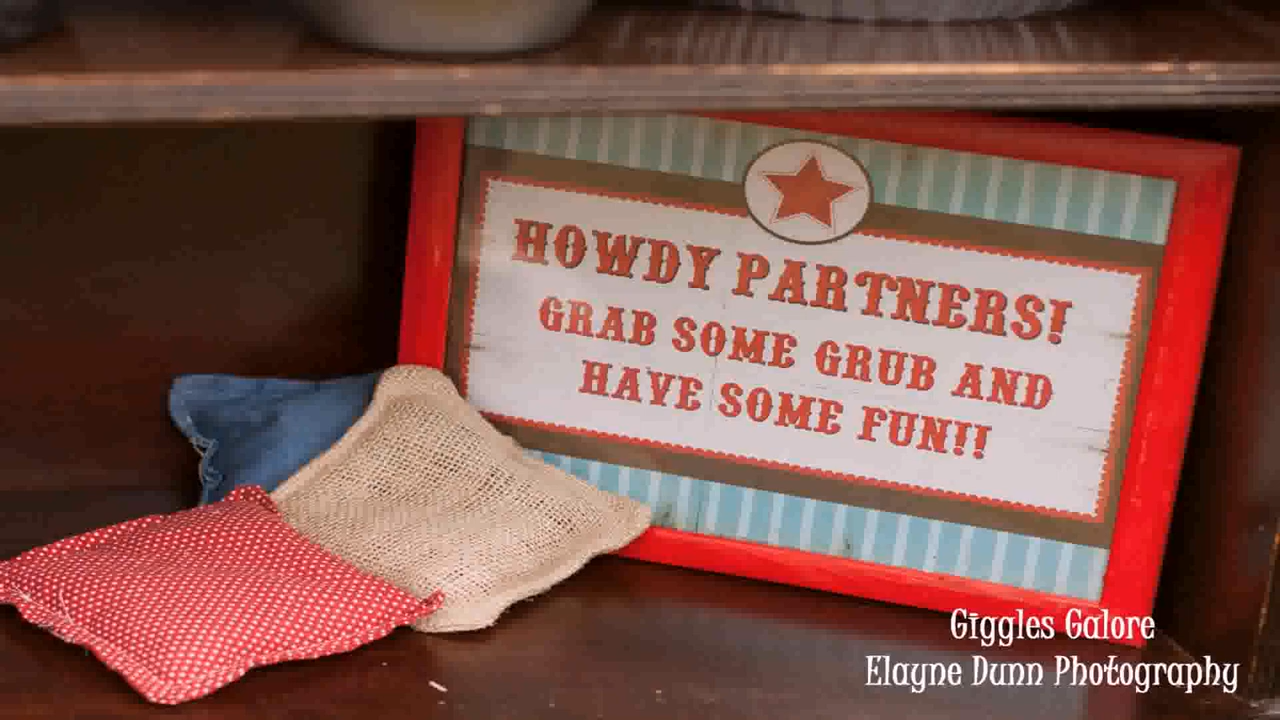 HOWDY PARTNERS!
GRAB SOME GRUB AND
HAVE SOME FUN!!
Giggles Galore
Elayne Dunn Photography